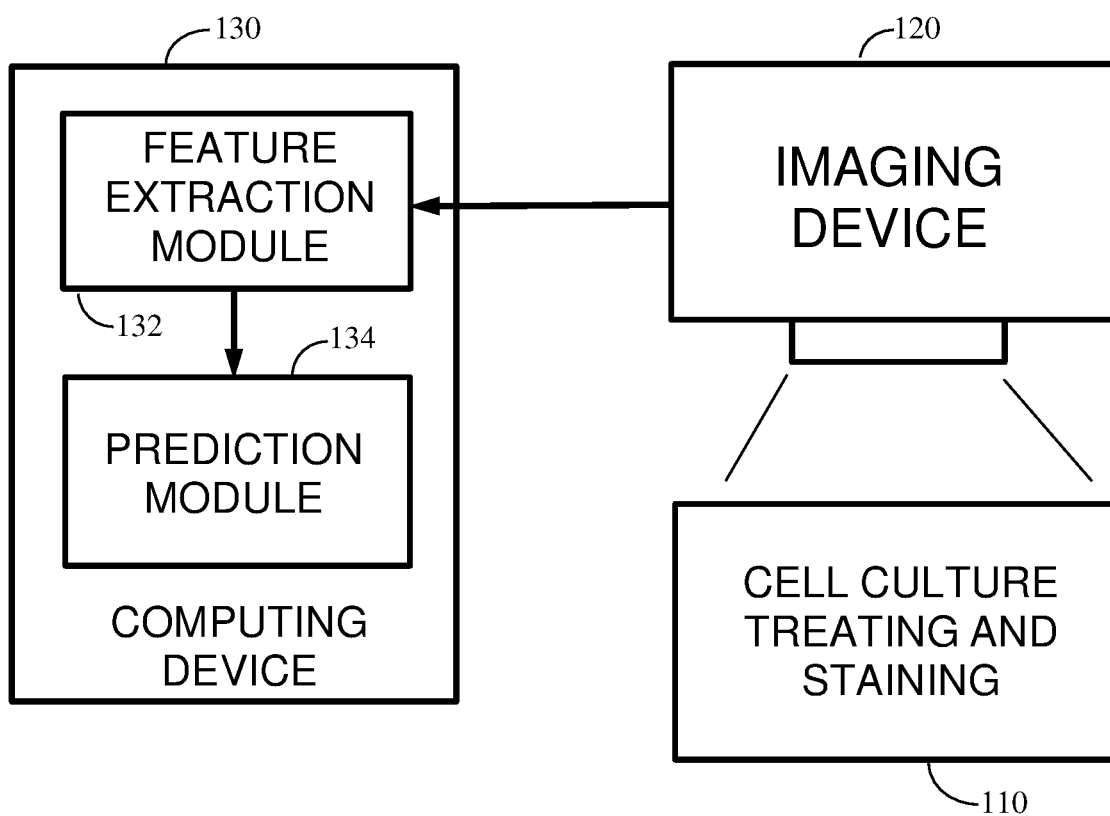 130
FEATURE
EXTRACTION
MODULE
132
134
PREDICTION
MODULE
COMPUTING
DEVICE
120
IMAGING
DEVICE
CELL CULTURE
TREATING AND
STAINING
110